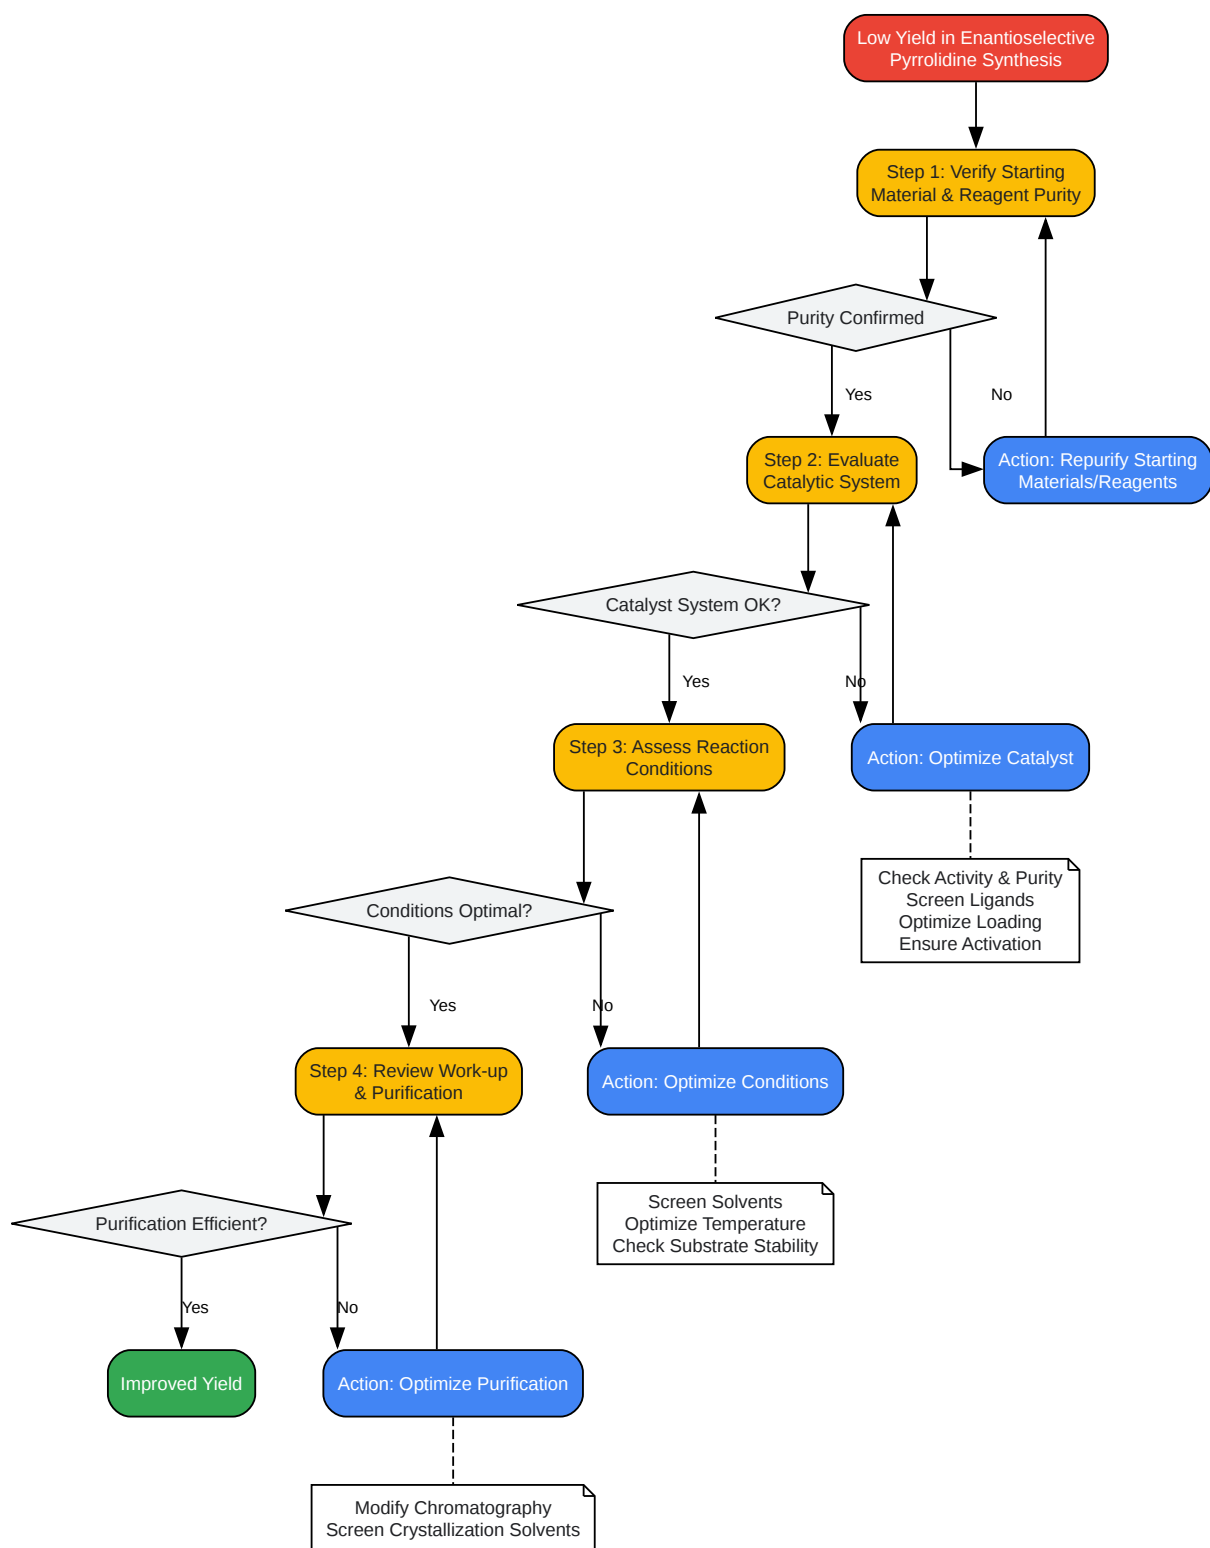 Low Yield in Enantioselective
Pyrrolidine Synthesis
Step 1: Verify Starting
Material & Reagent Purity
Purity Confirmed
Yes
No
Step 2: Evaluate
Catalytic System
Action: Repurify Starting
Materials/Reagents
Catalyst System OK?
Yes
No
Step 3: Assess Reaction
Conditions
Action: Optimize Catalyst
Check Activity & Purity
Screen Ligands
Optimize Loading
Ensure Activation
Conditions Optimal?
Yes
No
Step 4: Review Work-up
& Purification
Action: Optimize Conditions
Screen Solvents
Optimize Temperature
Check Substrate Stability
Purification Efficient?
Yes
No
Improved Yield
Action: Optimize Purification
Modify Chromatography
Screen Crystallization Solvents